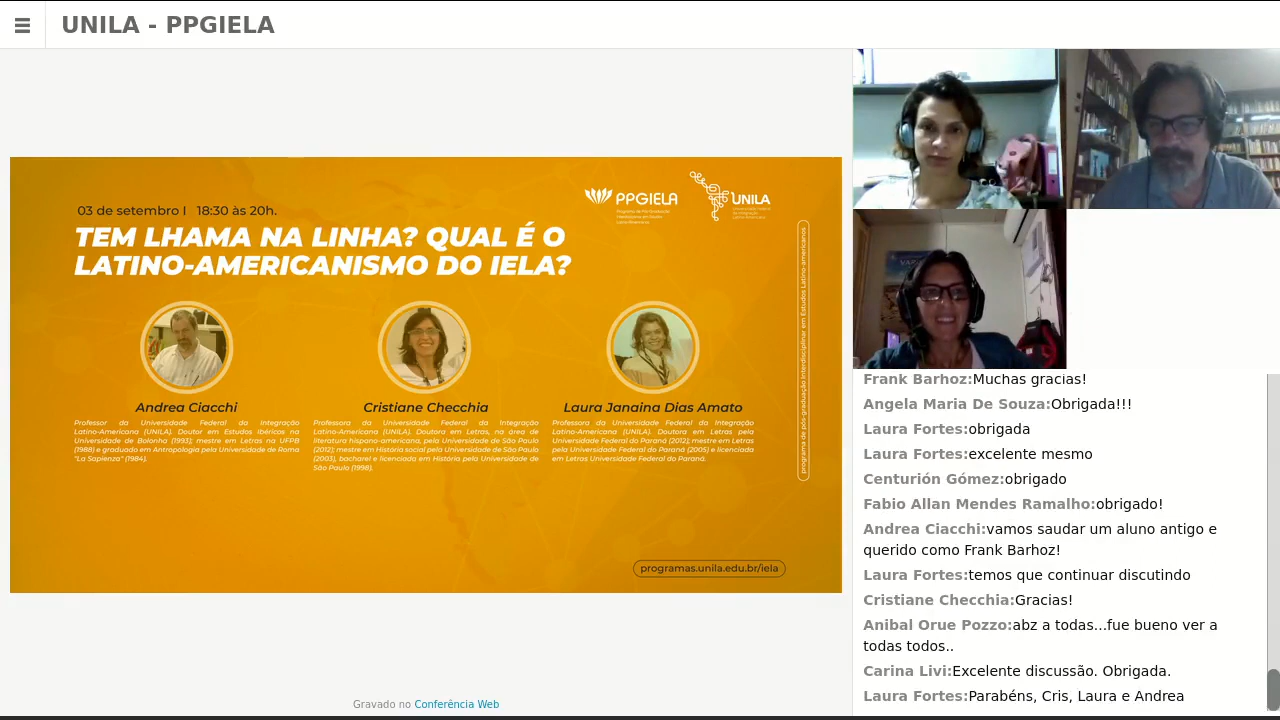 UNILA - PPGIELA
03 de setembro I 18:30 às 20h.
PPGIELA
UNILA
TEM LHAMA NA LINHA? QUAL É O
LATINO-AMERICANISMO DO IELA?
programa de pós-graduação Interdisciplinar em Estudos Latino-americanos
Andrea Ciacchi
Professor da Universidade Federal da Integração
Latino-Americana (UNILA). Doutor em Estudos Ibéricos na
Universidade de Bolonha (1993); mestre em Letras na UFPB
(1988) e graduado em Antropologia pela Universidade de Roma
"La Sapienza" (1984).
Cristiane Checchia
Professora da Universidade Federal da Integração
Latino-Americana (UNILA). Doutora em Letras, na área de
literatura hispano-americana, pela Universidade de São Paulo
(2012); mestre em História social pela Universidade de São Paulo
(2003), bacharel e licenciada em História pela Universidade de
São Paulo (1998).
Laura Janaina Dias Amato
Professora da Universidade Federal da Integração
Latino-Americana (UNILA). Doutora em Letras pela
Universidade Federal do Paraná (2012); mestre em Letras
pela Universidade Federal do Paraná (2005) e licenciada
em Letras Universidade Federal do Paraná.
programas.unila.edu.br/iela
Gravado no Conferência Web
Frank Barhoz:Muchas gracias!
Angela Maria De Souza:Obrigada!!!
Laura Fortes:obrigada
Laura Fortes:excelente mesmo
Centurión Gómez:obrigado
Fabio Allan Mendes Ramalho:obrigado!
Andrea Ciacchi:vamos saudar um aluno antigo e
querido como Frank Barhoz!
Laura Fortes:temos que continuar discutindo
Cristiane Checchia:Gracias!
Anibal Orue Pozzo:abz a todas...fue bueno ver a
todas todos..
Carina Livi:Excelente discussão. Obrigada.
Laura Fortes:Parabéns, Cris, Laura e Andrea